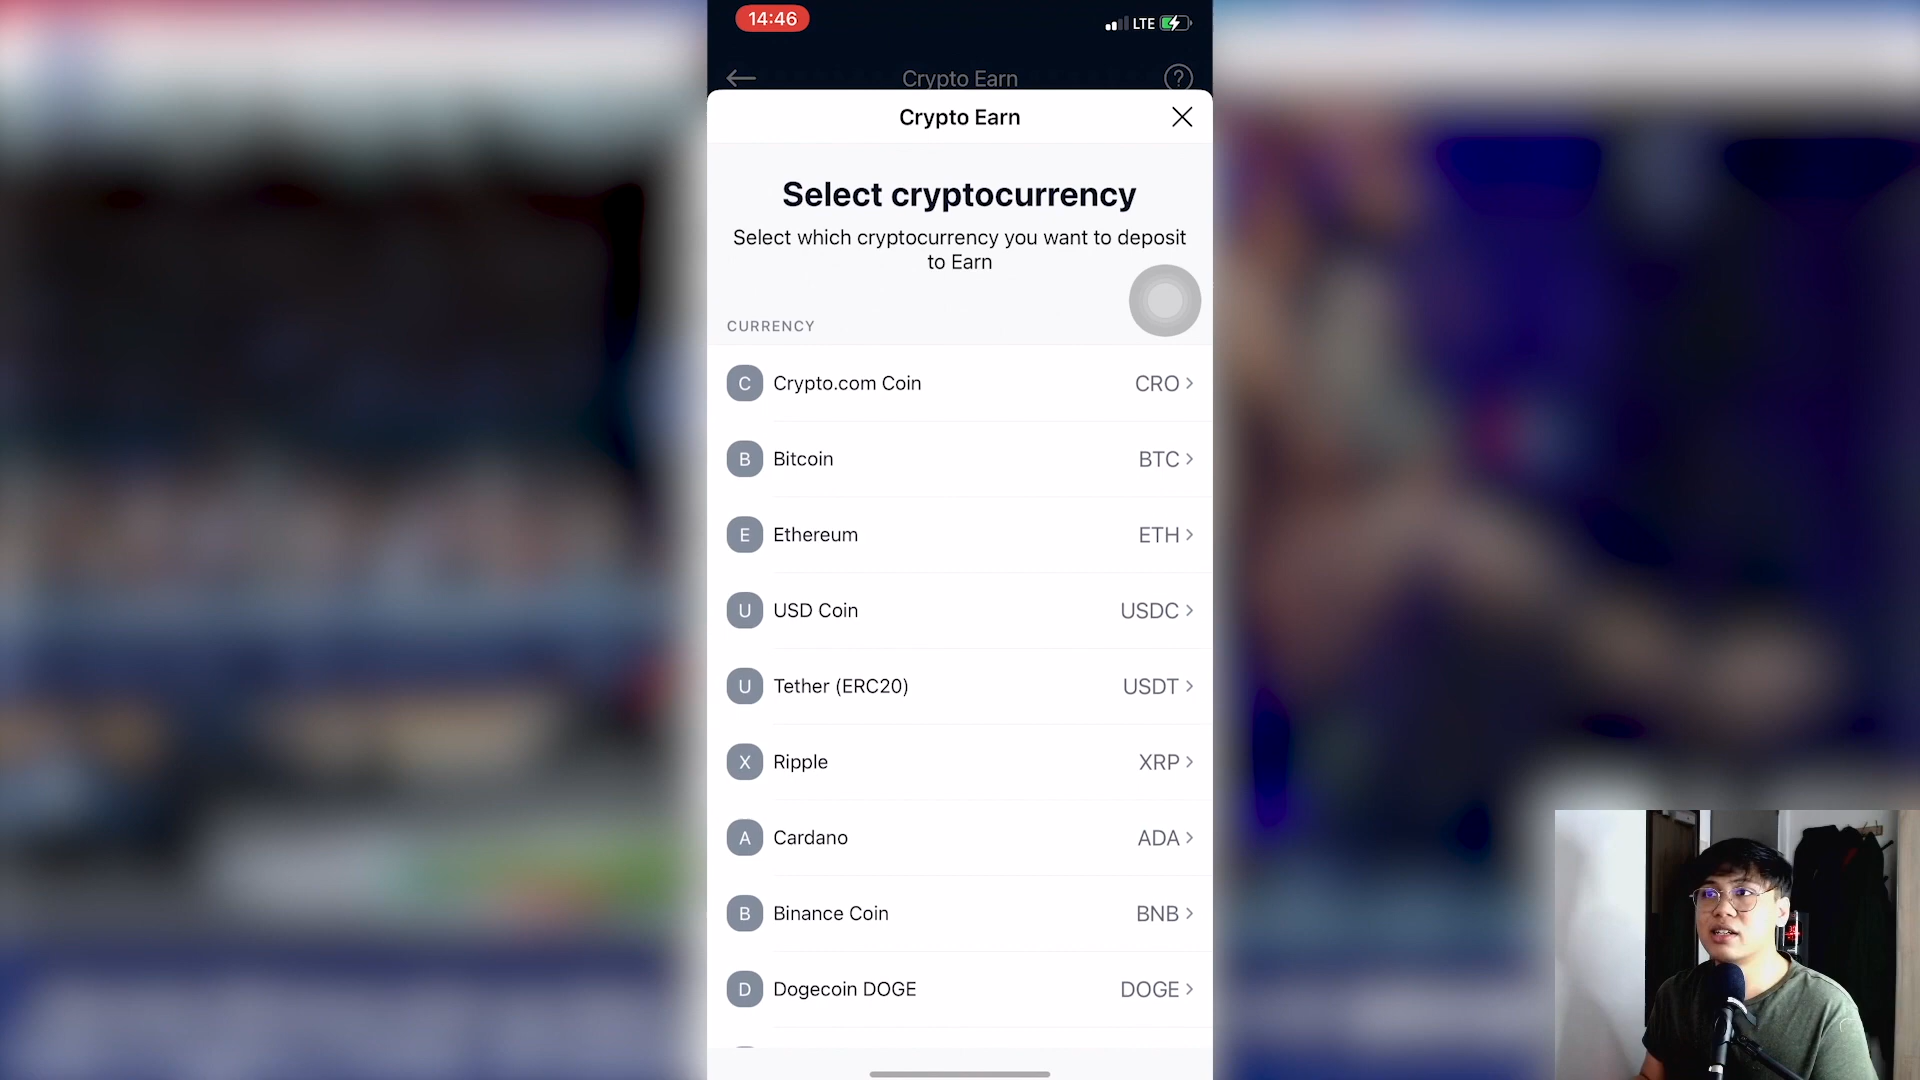 14:46
LTE
Crypto Earn
?
Crypto Earn
Select cryptocurrency
Select which cryptocurrency you want to deposit
to Earn
CURRENCY
C Crypto.com Coin CRO
B Bitcoin BTC
E Ethereum ETH
U USD Coin USDC
U Tether (ERC20) USDT
X Ripple XRP
A Cardano ADA
B Binance Coin BNB
D Dogecoin DOGE DOGE